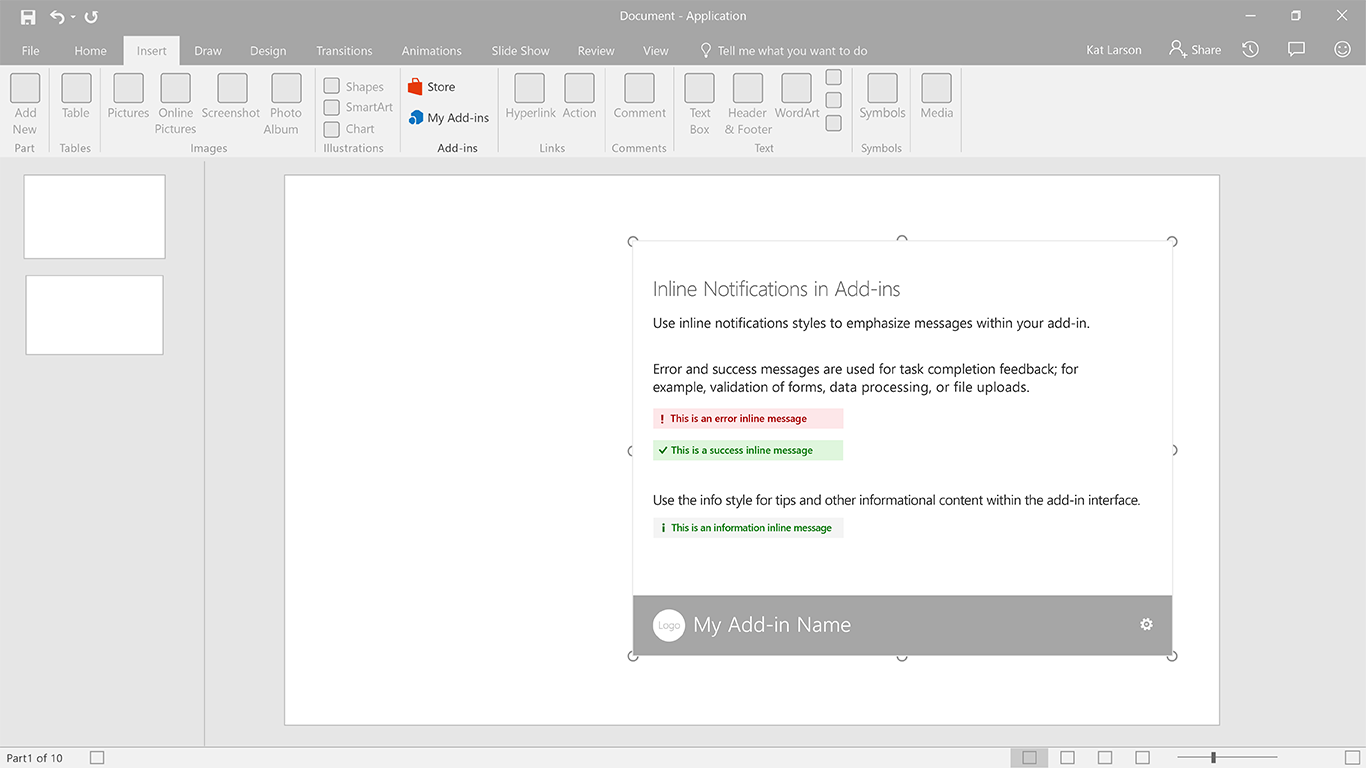 Document - Application
File Home Insert Draw Design Transitions Animations Slide Show Review View Tell me what you want to do Kat Larson Share
Shapes Store
SmartArt
Chart My Add-ins
Add Table Pictures Online Screenshot Photo Hyperlink Action Comment Text Header WordArt Symbols Media
New Pictures Album Box & Footer
Part Tables Images Illustrations Add-ins Links Comments Text Symbols
Inline Notifications in Add-ins
Use inline notifications styles to emphasize messages within your add-in.
Error and success messages are used for task completion feedback; for
example, validation of forms, data processing, or file uploads.
! This is an error inline message
This is a success inline message
Use the info style for tips and other informational content within the add-in interface.
i This is an information inline message
Logo My Add-in Name
Part1 of 10